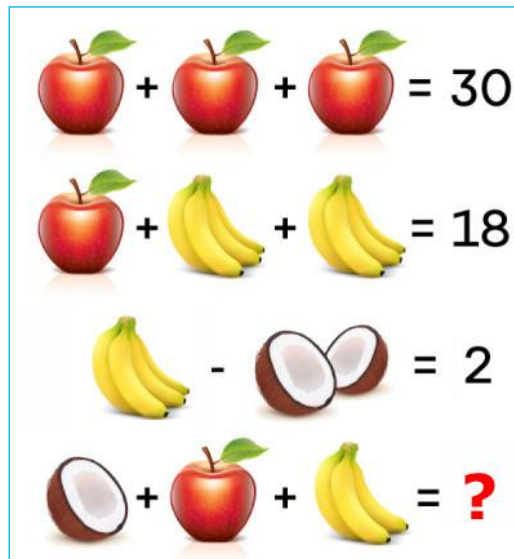 + + = 30
+ + = 18
- = 2
+ + = ?